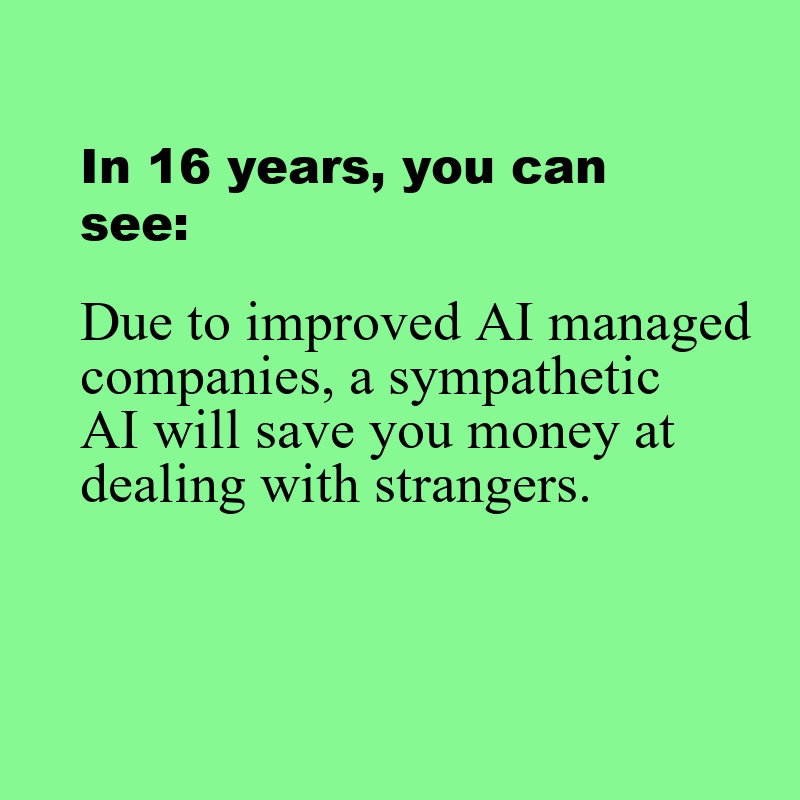 In 16 years, you can
see:
Due to improved AI managed
companies, a sympathetic
AI will save you money at
dealing with strangers.